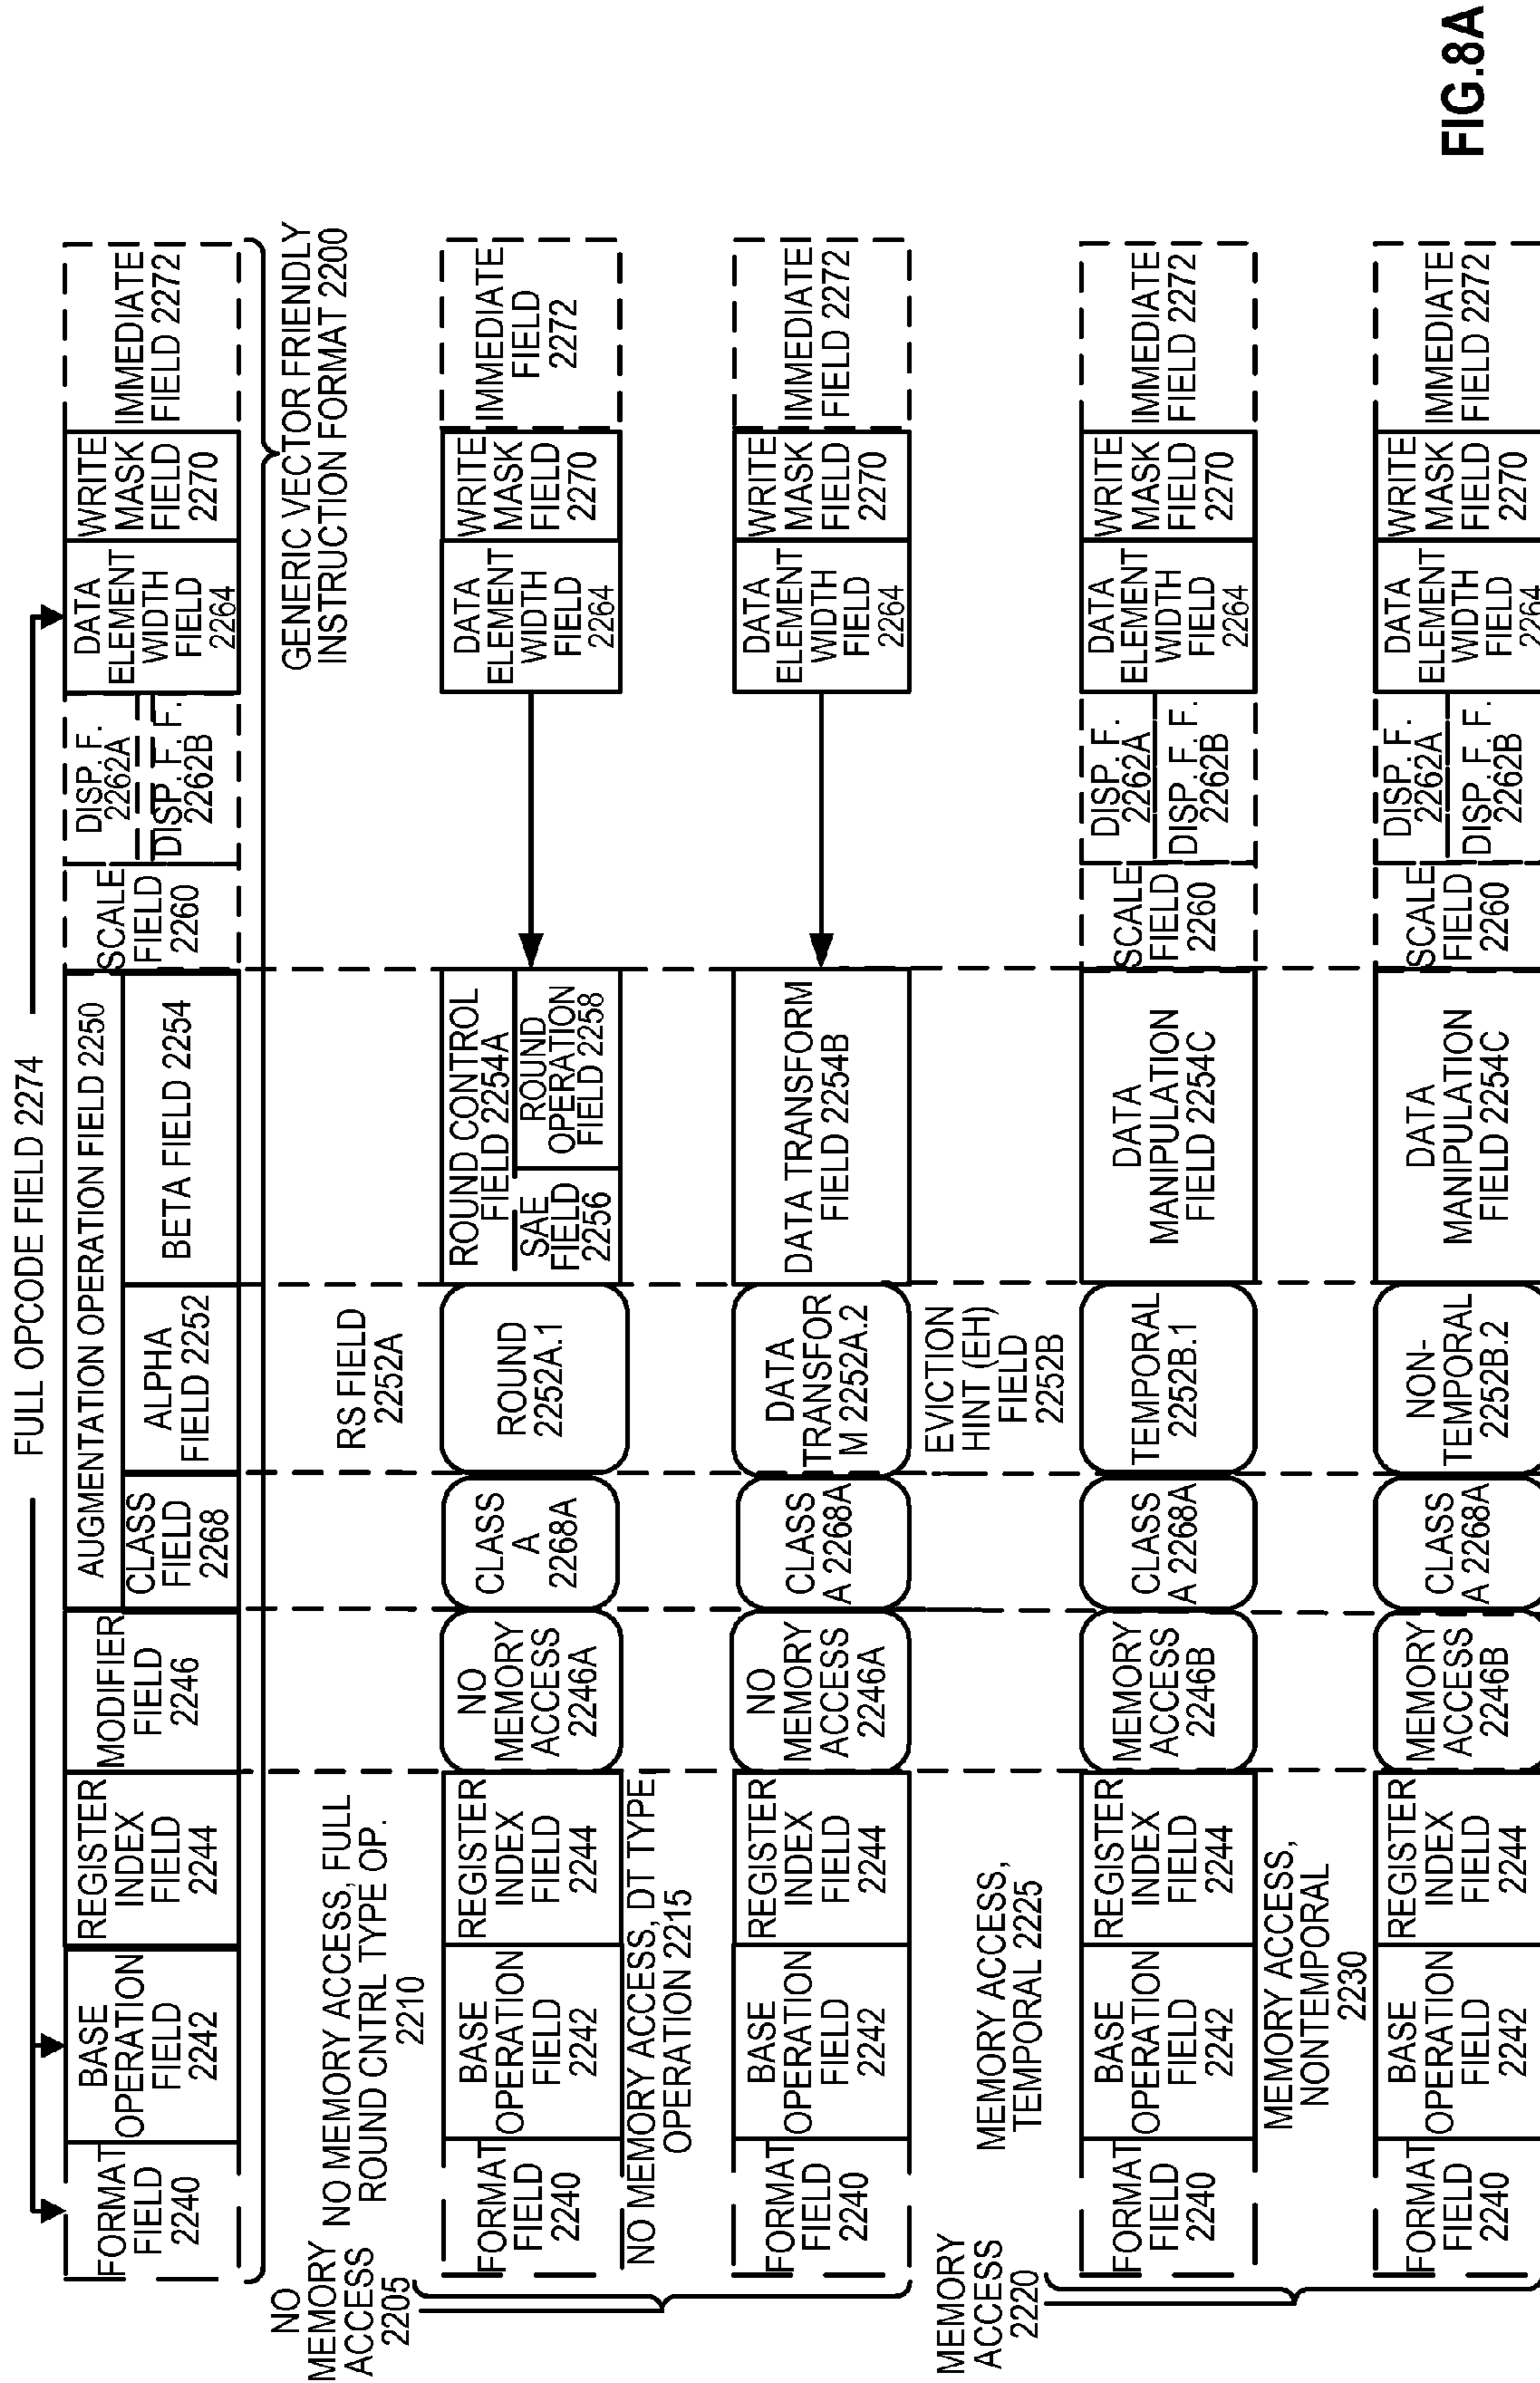 FULL OPCODE FIELD 2274
FORMAT
FIELD
2240
BASE
OPERATION
FIELD
2242
REGISTER
INDEX
FIELD
2244
MODIFIER
FIELD
2246
AUGMENTATION OPERATION FIELD 2250
CLASS
FIELD
2268
ALPHA
FIELD 2252
BETA FIELD 2254
SCALE
FIELD
2260
DISP. F.
2262A
DISP. F. F.
2262B
DATA
ELEMENT
WIDTH
FIELD
2264
WRITE
MASK
FIELD
2270
IMMEDIATE
FIELD 2272
GENERIC VECTOR FRIENDLY
INSTRUCTION FORMAT 2200
NO
MEMORY
ACCESS
2205
NO MEMORY ACCESS, FULL
ROUND CNTRL TYPE OP.
2210
RS FIELD
2252A
FORMAT
FIELD
2240
BASE
OPERATION
FIELD
2242
REGISTER
INDEX
FIELD
2244
NO
MEMORY
ACCESS
2246A
CLASS
A
2268A
ROUND
2252A.1
ROUND CONTROL
FIELD 2254A
SAE
FIELD
2256
ROUND
OPERATION
FIELD 2258
DATA
ELEMENT
WIDTH
FIELD
2264
WRITE
MASK
FIELD
2270
IMMEDIATE
FIELD
2272
NO MEMORY ACCESS, DT TYPE
OPERATION 2215
FORMAT
FIELD
2240
BASE
OPERATION
FIELD
2242
REGISTER
INDEX
FIELD
2244
NO
MEMORY
ACCESS
2246A
CLASS
A 2268A
DATA
TRANSFOR
M 2252A.2
DATA TRANSFORM
FIELD 2254B
DATA
ELEMENT
WIDTH
FIELD
2264
WRITE
MASK
FIELD
2270
IMMEDIATE
FIELD 2272
MEMORY
ACCESS
2220
MEMORY ACCESS,
TEMPORAL 2225
EVICTION
HINT (EH)
FIELD
2252B
FORMAT
FIELD
2240
BASE
OPERATION
FIELD
2242
REGISTER
INDEX
FIELD
2244
MEMORY
ACCESS
2246B
CLASS
A 2268A
TEMPORAL
2252B.1
DATA
MANIPULATION
FIELD 2254C
SCALE
FIELD
2260
DISP. F.
2262A
DISP. F. F.
2262B
DATA
ELEMENT
WIDTH
FIELD
2264
WRITE
MASK
FIELD
2270
IMMEDIATE
FIELD 2272
MEMORY ACCESS,
NONTEMPORAL
2230
FORMAT
FIELD
2240
BASE
OPERATION
FIELD
2242
REGISTER
INDEX
FIELD
2244
MEMORY
ACCESS
2246B
CLASS
A 2268A
NON-
TEMPORAL
2252B.2
DATA
MANIPULATION
FIELD 2254C
SCALE
FIELD
2260
DISP. F.
2262A
DISP. F. F.
2262B
DATA
ELEMENT
WIDTH
FIELD
2264
WRITE
MASK
FIELD
2270
IMMEDIATE
FIELD 2272
FIG.8A